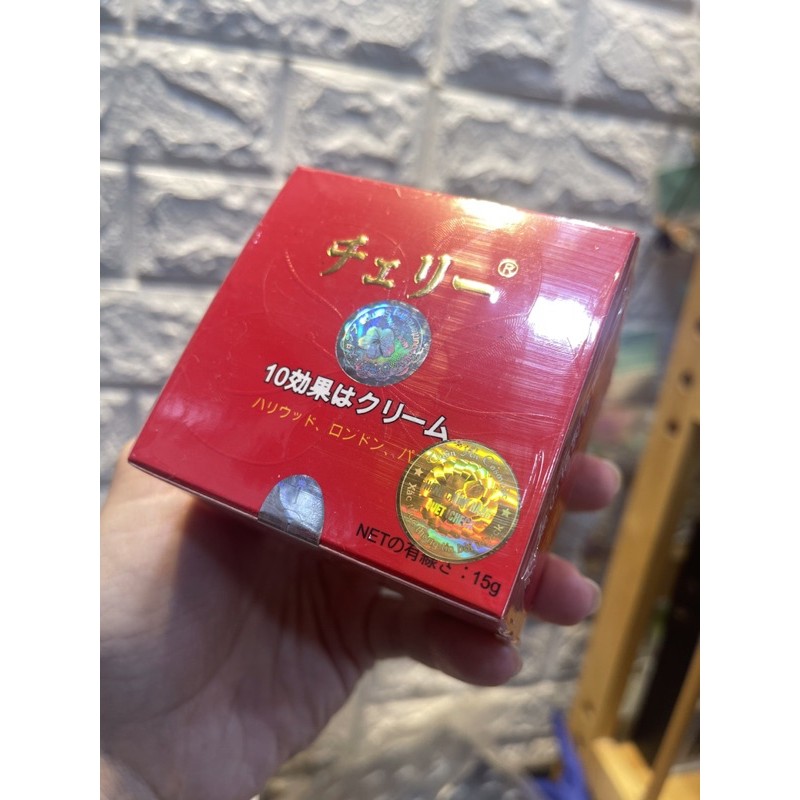 チェリー®
10効果はクリーム
ハリウッド、ロンドン、パ
NETの有線さ：15g